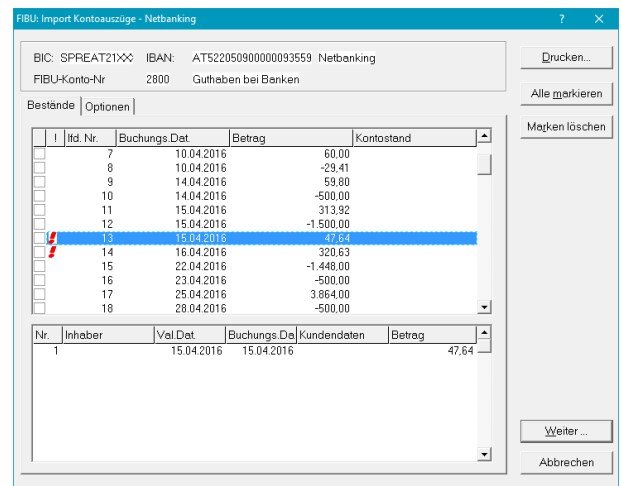 FIBU: Import Kontoauszüge - Netbanking ? ×
BIC: SPREAT21XX IBAN: AT522050900000093559 Netbanking
FIBU-Konto-Nr 2800 Guthaben bei Banken
Drucken...
Alle markieren
Marken löschen
Bestände Optionen
! lfd. Nr. Buchungs.Dat. Betrag Kontostand
7 10.04.2016 60,00
8 10.04.2016 -29,41
9 14.04.2016 59,80
10 14.04.2016 -500,00
11 15.04.2016 313,92
12 15.04.2016 -1.500,00
! 13 15.04.2016 47,64
! 14 16.04.2016 320,63
15 22.04.2016 -1.448,00
16 23.04.2016 -500,00
17 25.04.2016 3.864,00
18 28.04.2016 -500,00
Nr. Inhaber Val.Dat. Buchungs.Da Kundendaten Betrag
1 15.04.2016 15.04.2016 47,64
Weiter ...
Abbrechen